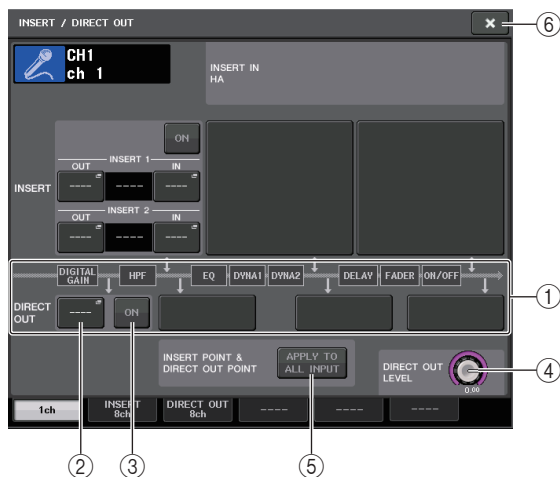 INSERT / DIRECT OUT
×
⑥
CH1
ch 1
INSERT IN
HA
ON
INSERT 1
OUT
IN
INSERT
----
----
----
INSERT 2
OUT
IN
----
----
----
DIGITAL
GAIN
HPF
EQ
DYNA1
DYNA2
DELAY
FADER
ON/OFF
①
DIRECT
OUT
----
ON
INSERT POINT &
DIRECT OUT POINT
APPLY TO
ALL INPUT
DIRECT OUT
LEVEL
0.00
④
1ch
INSERT
8ch
DIRECT OUT
8ch
----
----
----
②
③
⑤